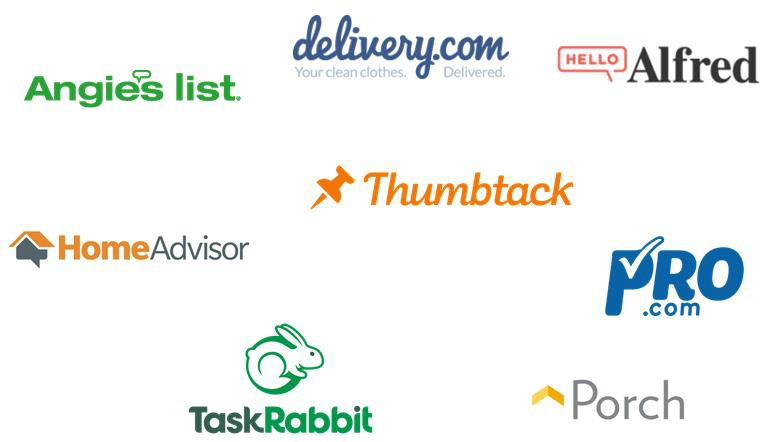 delivery.com
Your clean clothes. Delivered.
HELLO Alfred
Angie's list®
Thumbtack
HomeAdvisor
PRO
.com
TaskRabbit
Porch